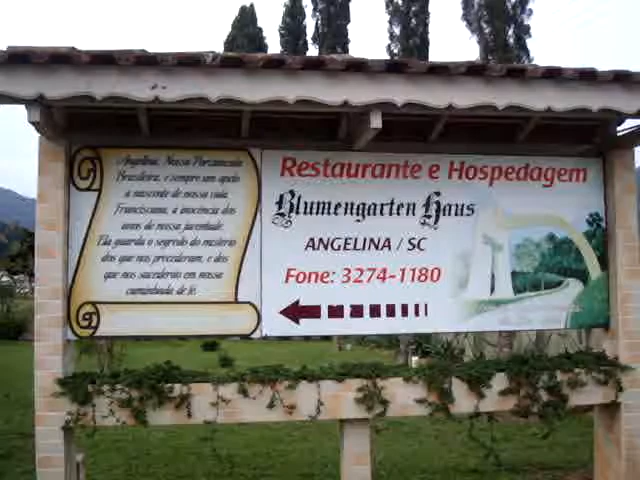 Angelina, Nossa Porciuncula
Brasileira, e sempre um apelo
a nascente de nossa vida
Franciscana, a inocência dos
anos de nossa juventude.
Ela guarda o segredo do mistério
dos que nos precederam, e dos
que nos sucederão em nossa
caminhada de fé.
Restaurante e Hospedagem
Blumengarten Haus
ANGELINA / SC
Fone: 3274-1180